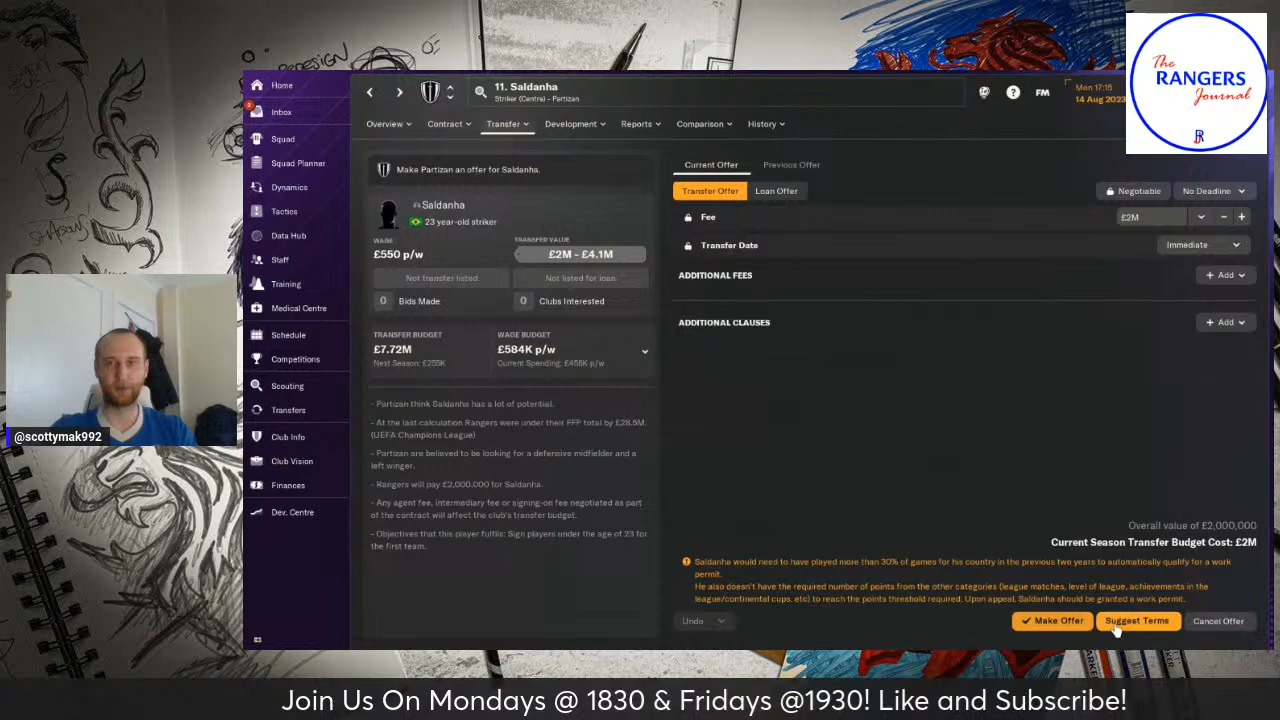 REDESIGN
The
RANGERS
Journal
Home
Inbox
Squad
Squad Planner
Dynamics
Tactics
Data Hub
Staff
Training
Medical Centre
Schedule
Competitions
Scouting
Transfers
Club Info
Club Vision
Finances
Dev. Centre
11. Saldanha
Striker (Centre) - Partizan
FM
Mon 17:15
14 Aug 2023
Overview
Contract
Transfer
Development
Reports
Comparison
History
Make Partizan an offer for Saldanha.
Saldanha
23 year-old striker
WAGE
£550 p/w
TRANSFER VALUE
£2M - £4.1M
Not transfer listed
Not listed for loan
0 Bids Made
0 Clubs Interested
TRANSFER BUDGET
£7.72M
Next Season: £255K
WAGE BUDGET
£584K p/w
Current Spending: £458K p/w
- Partizan think Saldanha has a lot of potential.
- At the last calculation Rangers were under their FFP total by £28.5M.
(UEFA Champions League)
- Partizan are believed to be looking for a defensive midfielder and a
left winger.
- Rangers will pay £2,000,000 for Saldanha.
- Any agent fee, intermediary fee or signing-on fee negotiated as part
of the contract will affect the club's transfer budget.
- Objectives that this player fulfils: Sign players under the age of 23 for
the first team.
Current Offer
Previous Offer
Transfer Offer
Loan Offer
Negotiable
No Deadline
Fee
£2M
Transfer Date
Immediate
ADDITIONAL FEES
+ Add
ADDITIONAL CLAUSES
+ Add
Overall value of £2,000,000
Current Season Transfer Budget Cost: £2M
Saldanha would need to have played more than 30% of games for his country in the previous two years to automatically qualify for a work
permit.
He also doesn't have the required number of points from the other categories (league matches, level of league, achievements in the
league/continental cups, etc) to reach the points threshold required. Upon appeal, Saldanha should be granted a work permit.
Undo
Make Offer
Suggest Terms
Cancel Offer
@scottymak992
Join Us On Mondays @ 1830 & Fridays @1930! Like and Subscribe!